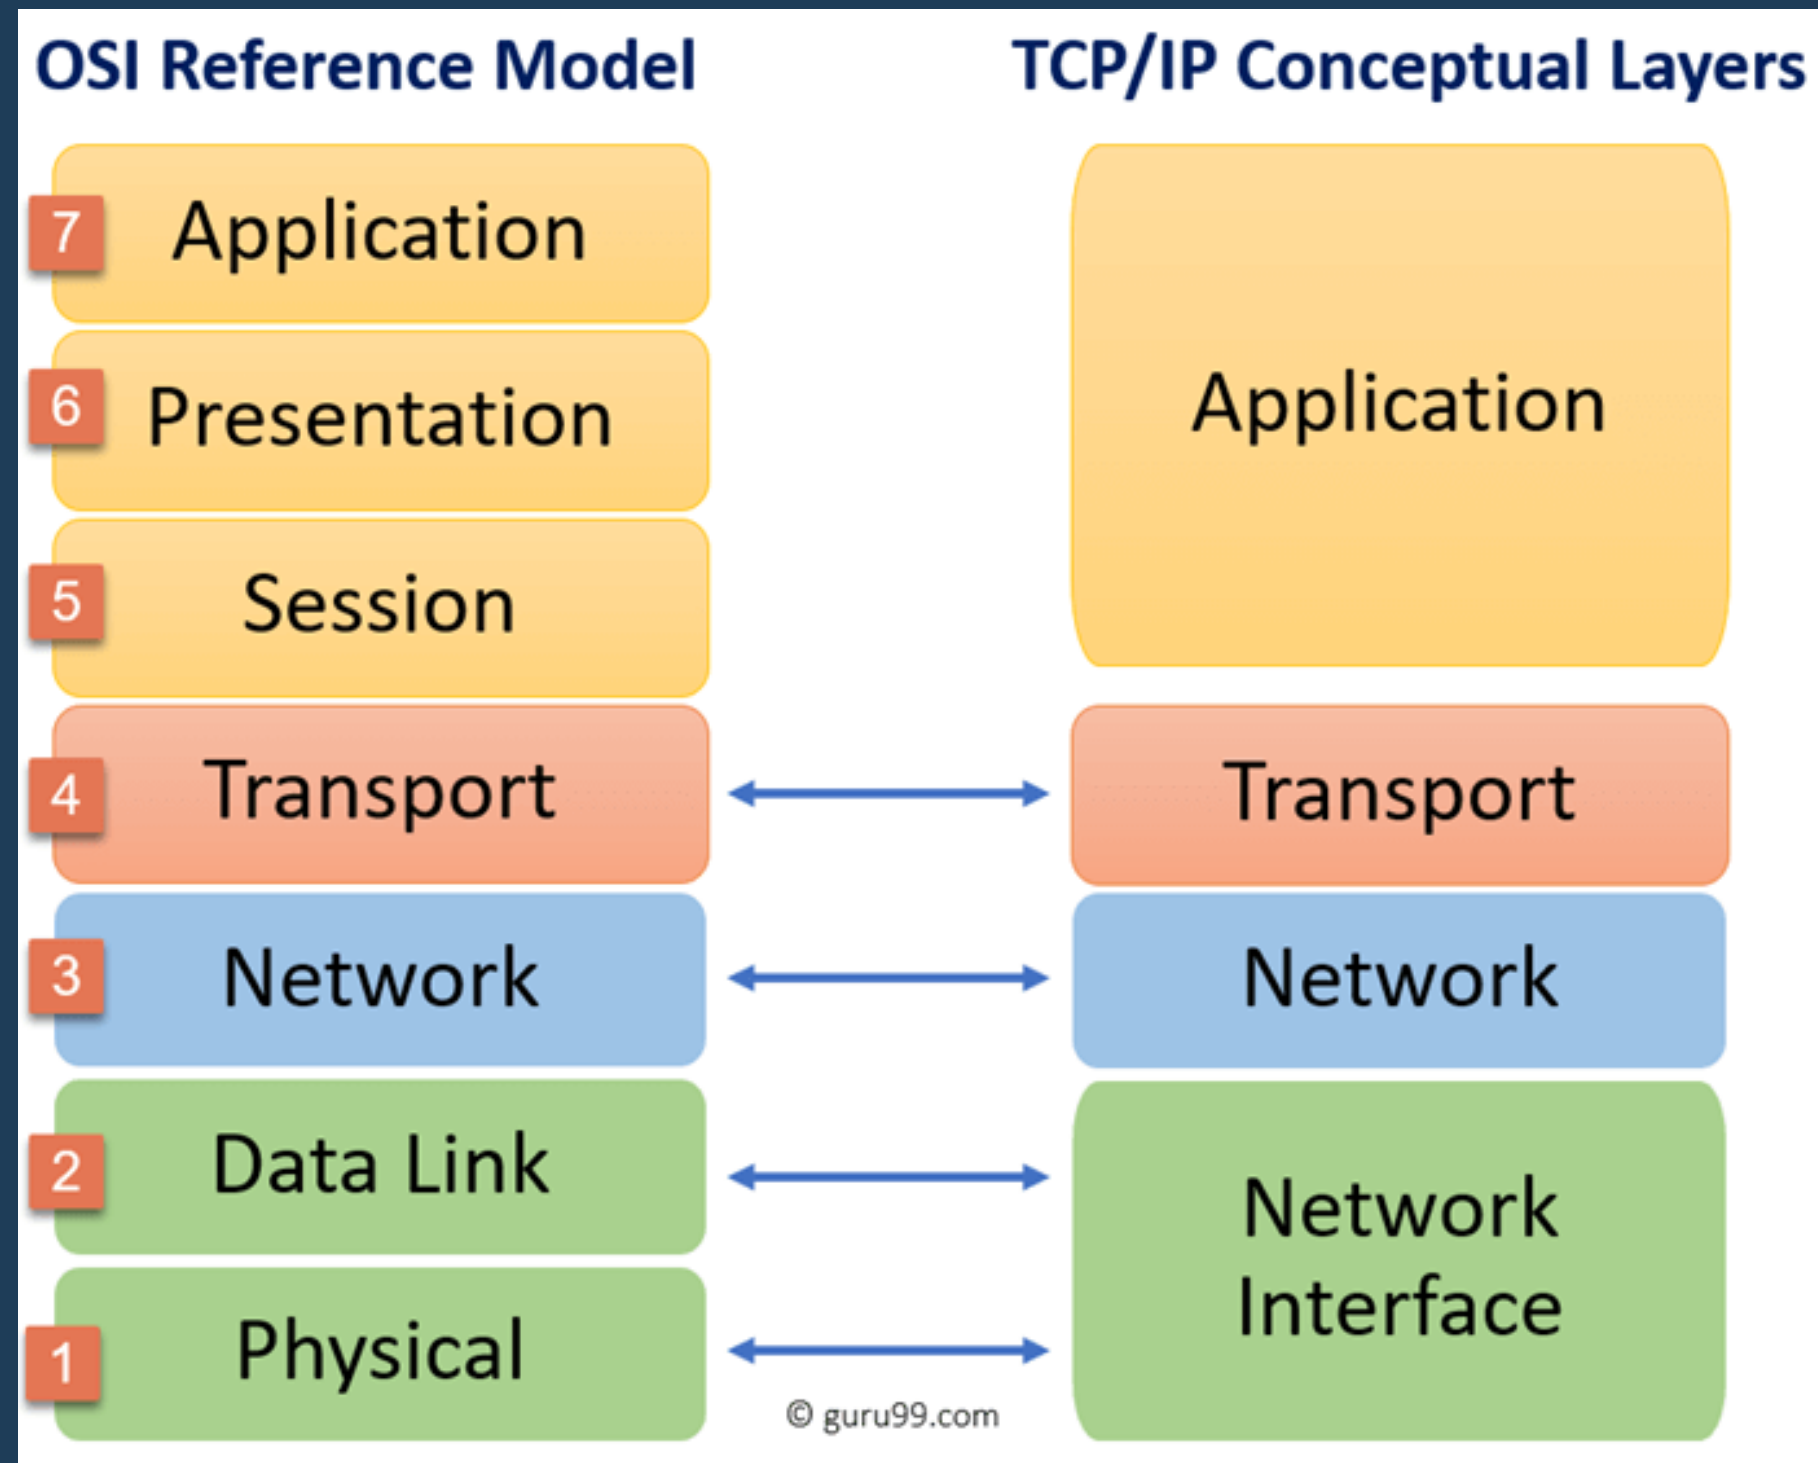 OSI Reference Model
TCP/IP Conceptual Layers
7
Application
6
Presentation
5
Session
4
Transport
3
Network
2
Data Link
1
Physical
Application
Transport
Network
Network
Interface
© guru99.com